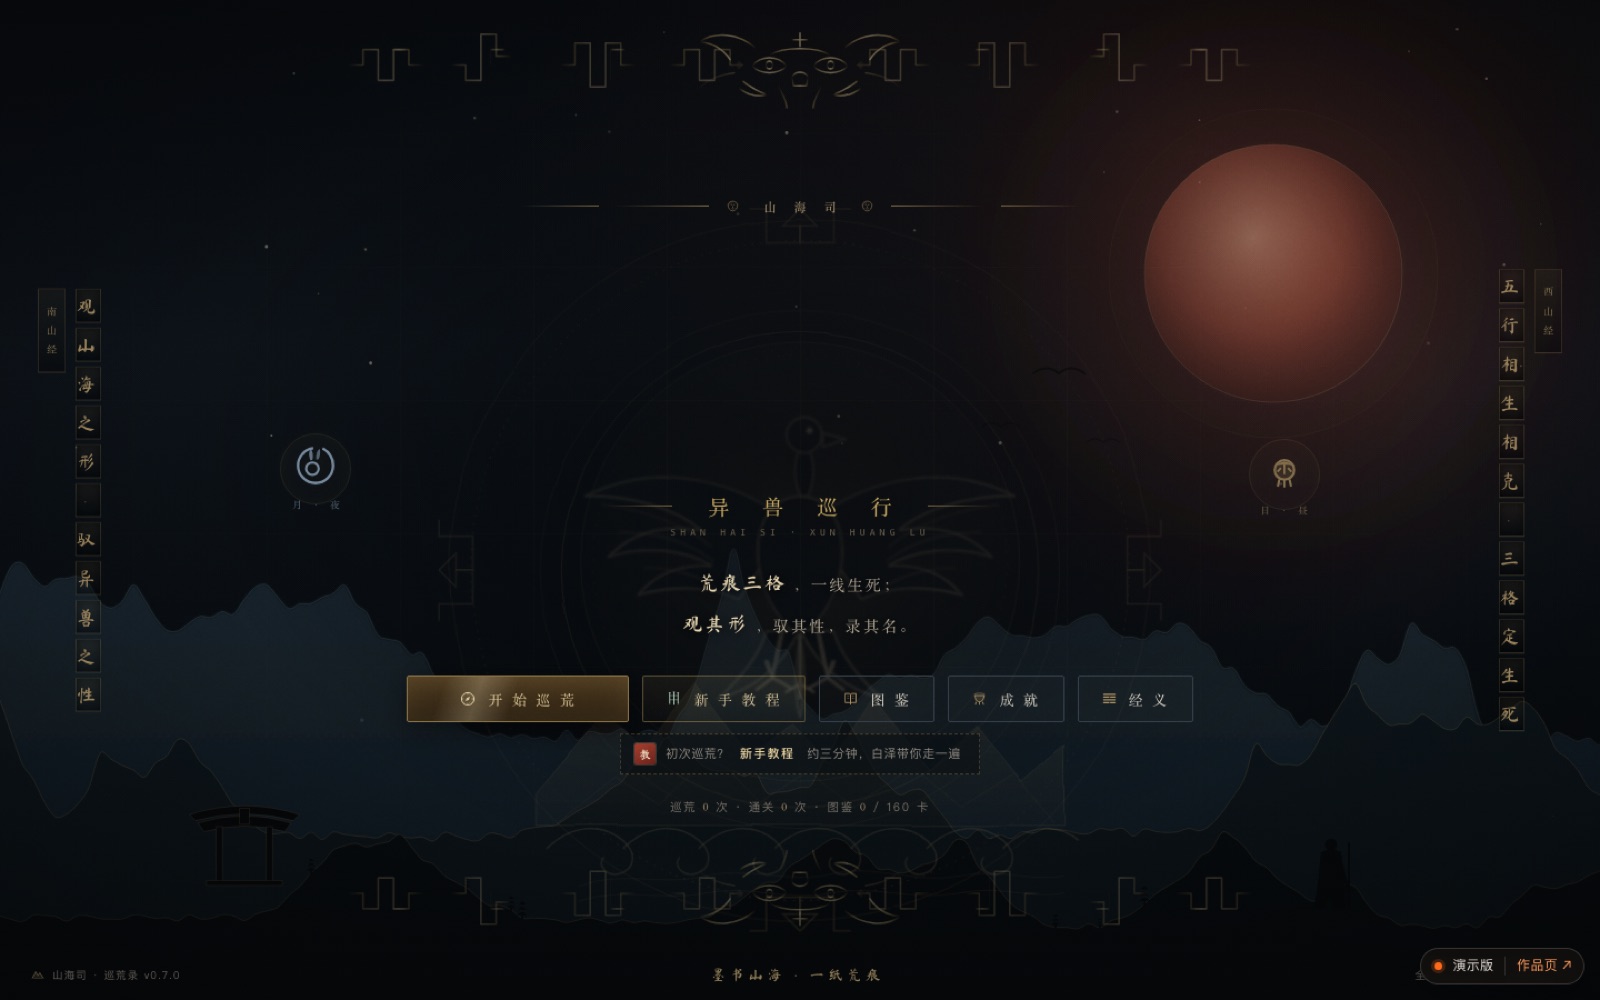 山海司
南山经
观山海之形·驭异兽之性
五行相生相克·三格定生死
西山经
月·夜
日·昼
异兽巡行
SHAN HAI SI · XUN HUANG LU
荒痕三格，一线生死；
观其形，驭其性，录其名。
开始巡荒
新手教程
图鉴
成就
经义
教 初次巡荒？ 新手教程 约三分钟，白泽带你走一遍
巡荒 0 次 · 通关 0 次 · 图鉴 0 / 160 卡
山海司 · 巡荒录 v0.7.0
墨书山海 · 一纸荒痕
演示版
作品页 ↗